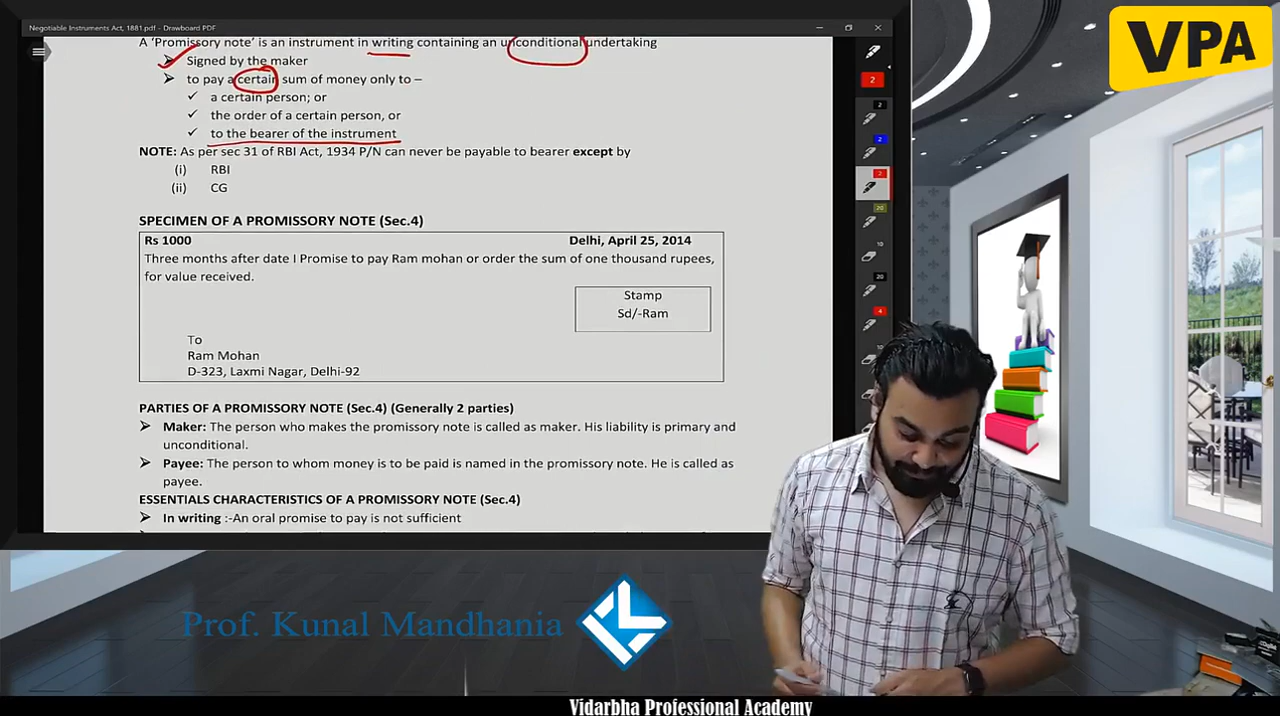 Negotiable Instruments Act, 1881.pdf - Drawboard PDF
VPA
A ‘Promissory note’ is an instrument in writing containing an unconditional undertaking
➤ Signed by the maker
➤ to pay a certain sum of money only to –
✓ a certain person; or
✓ the order of a certain person, or
✓ to the bearer of the instrument
NOTE: As per sec 31 of RBI Act, 1934 P/N can never be payable to bearer except by
(i) RBI
(ii) CG
SPECIMEN OF A PROMISSORY NOTE (Sec.4)
Rs 1000 Delhi, April 25, 2014
Three months after date I Promise to pay Ram mohan or order the sum of one thousand rupees,
for value received.
Stamp
Sd/-Ram
To
Ram Mohan
D-323, Laxmi Nagar, Delhi-92
PARTIES OF A PROMISSORY NOTE (Sec.4) (Generally 2 parties)
➤ Maker: The person who makes the promissory note is called as maker. His liability is primary and
unconditional.
➤ Payee: The person to whom money is to be paid is named in the promissory note. He is called as
payee.
ESSENTIALS CHARACTERISTICS OF A PROMISSORY NOTE (Sec.4)
➤ In writing :-An oral promise to pay is not sufficient
2
2
2
2
20
10
20
4
10
Prof. Kunal Mandhania
Vidarbha Professional Academy